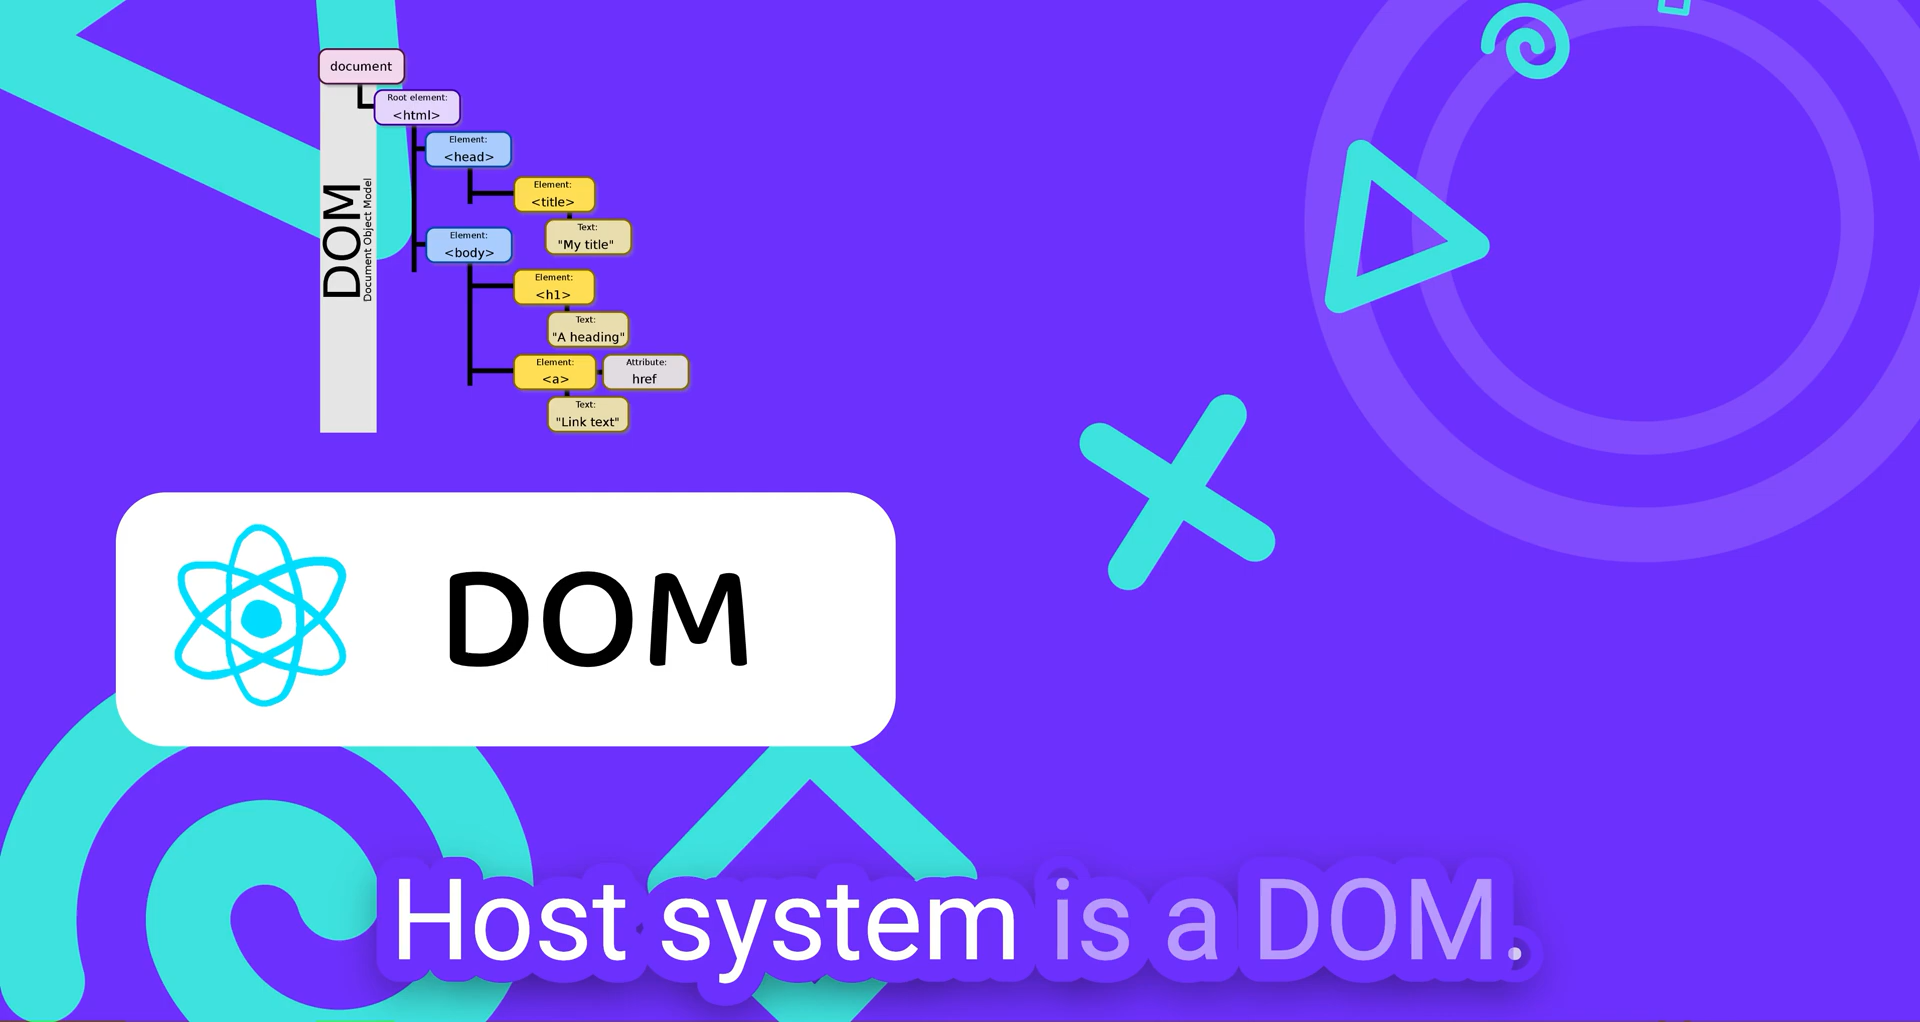 document
Root element:
<html>
Element:
<head>
Element:
<title>
Text:
"My title"
Element:
<body>
Element:
<h1>
Text:
"A heading"
Element:
<a>
Attribute:
href
Text:
"Link text"
DOM
Document Object Model
DOM
Host system is a DOM.